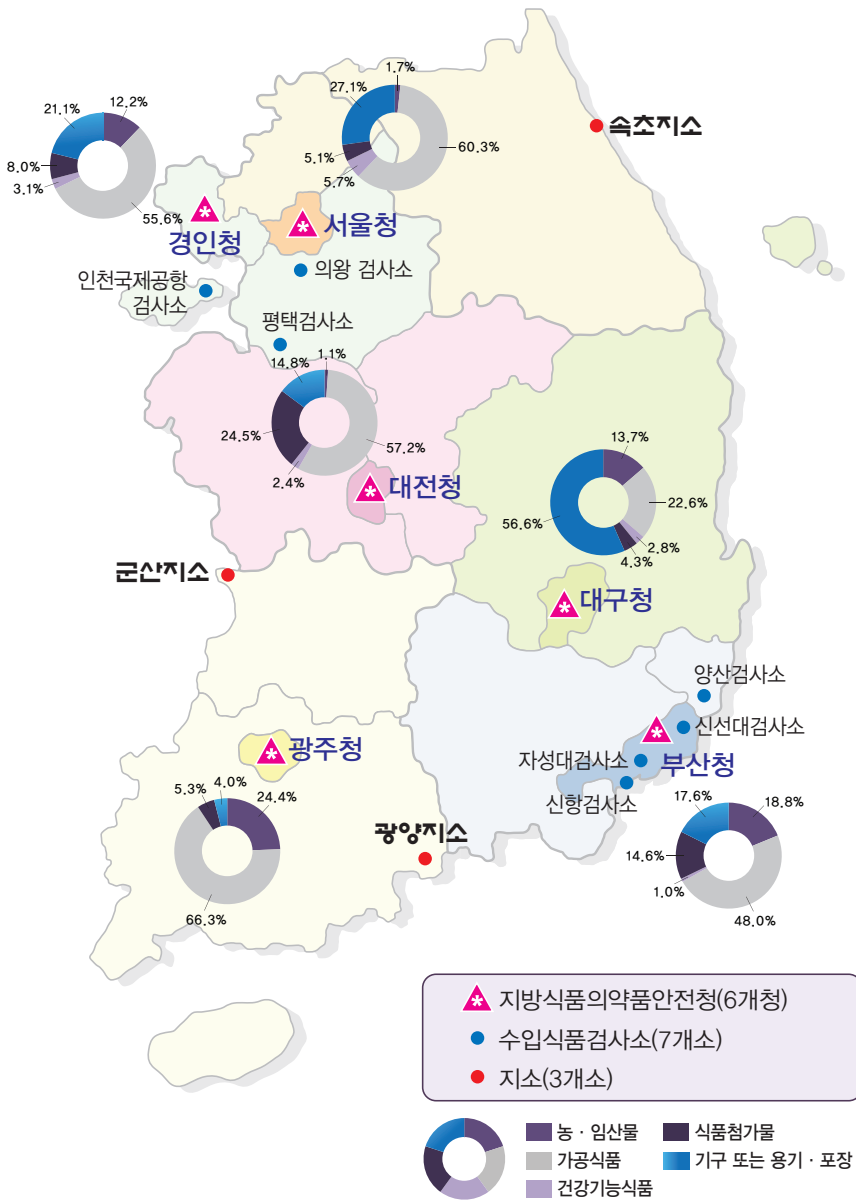 1.7%
27.1%
60.3%
5.1%
5.7%
21.1%
12.2%
8.0%
3.1%
55.6%
속초지소
경인청
서울청
의왕 검사소
인천국제공항
검사소
평택검사소
14.8%
1.1%
24.5%
57.2%
2.4%
대전청
13.7%
22.6%
56.6%
2.8%
4.3%
대구청
군산지소
양산검사소
신선대검사소
자성대검사소
부산청
신항검사소
광주청
5.3%
4.0%
24.4%
66.3%
광양지소
17.6%
18.8%
14.6%
1.0%
48.0%
지방식품의약품안전청(6개청)
수입식품검사소(7개소)
지소(3개소)
농 · 임산물
식품첨가물
가공식품
기구 또는 용기 · 포장
건강기능식품